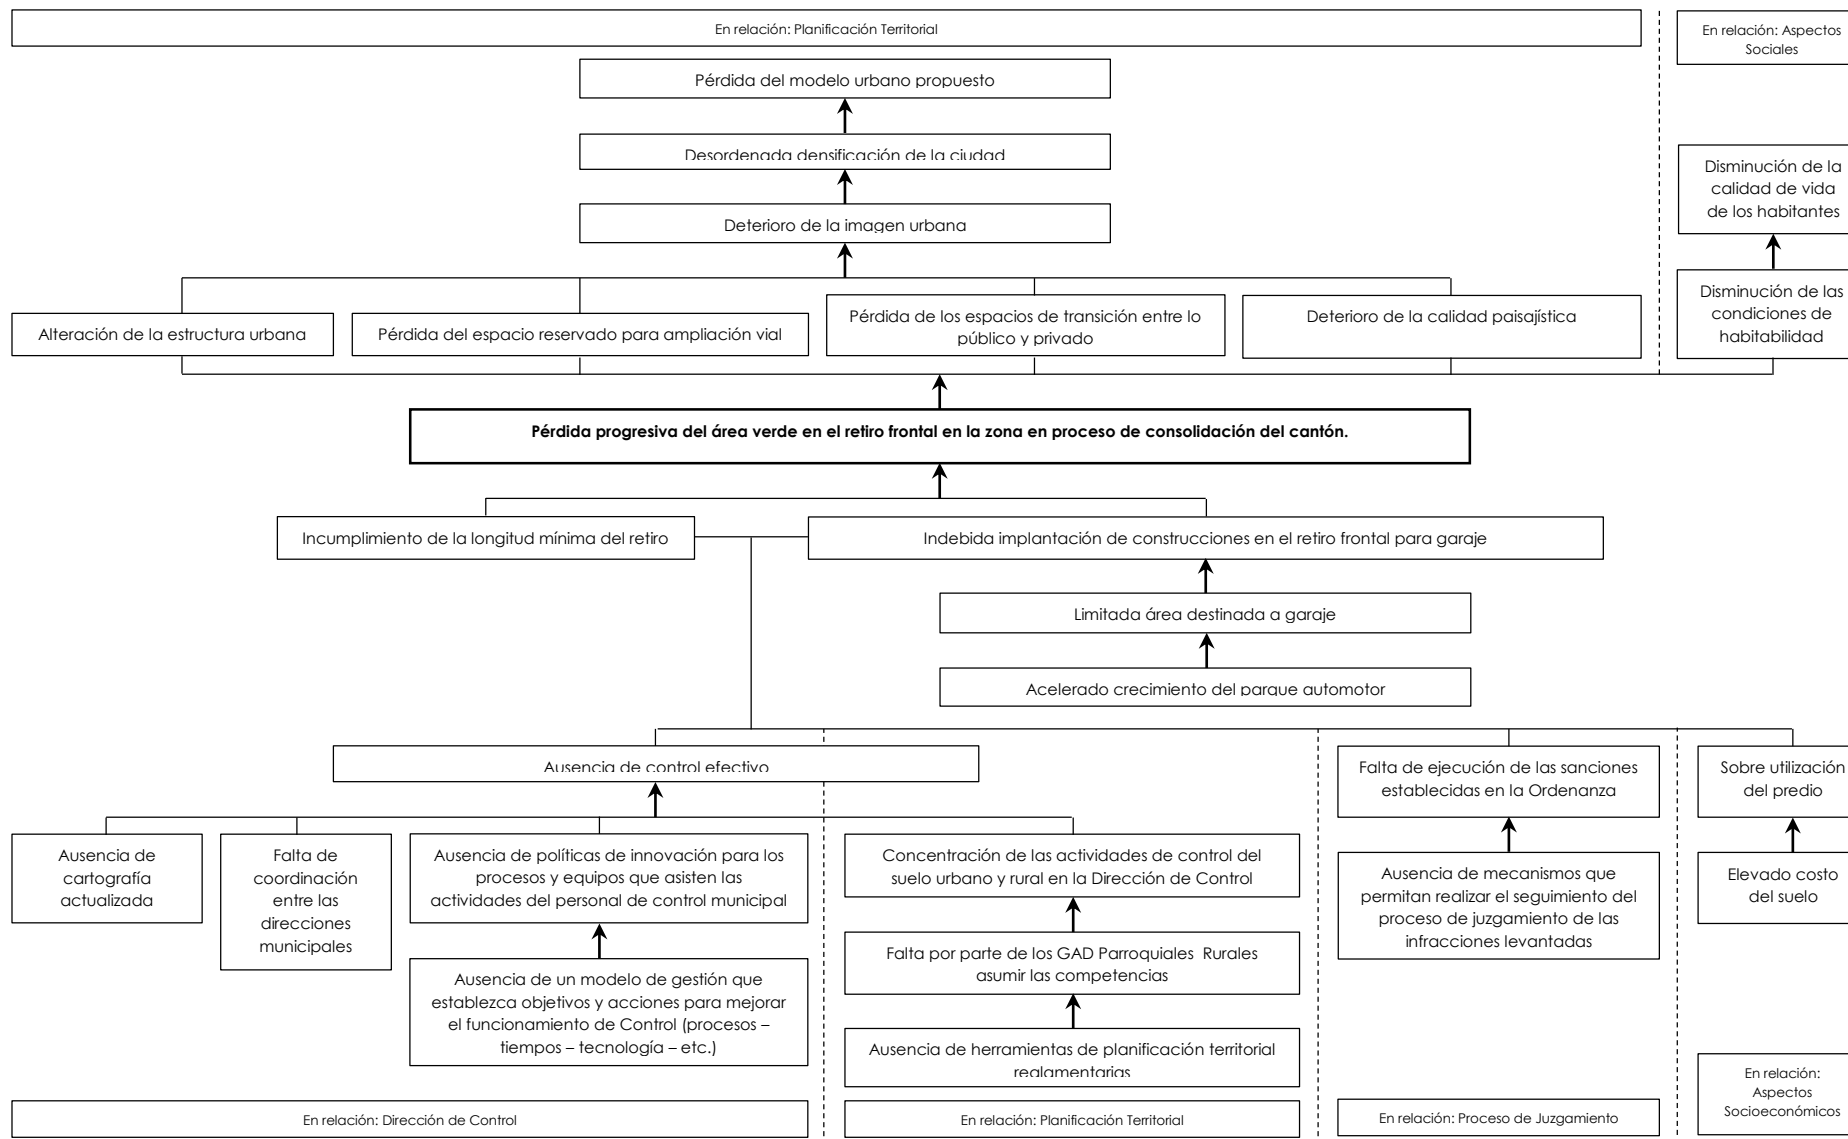 En relación: Planificación Territorial
En relación: Aspectos
Sociales
Pérdida del modelo urbano propuesto
Desordenada densificación de la ciudad
Deterioro de la imagen urbana
Disminución de la
calidad de vida
de los habitantes
Alteración de la estructura urbana
Pérdida del espacio reservado para ampliación vial
Pérdida de los espacios de transición entre lo
público y privado
Deterioro de la calidad paisajística
Disminución de las
condiciones de
habitabilidad
Pérdida progresiva del área verde en el retiro frontal en la zona en proceso de consolidación del cantón.
Incumplimiento de la longitud mínima del retiro
Indebida implantación de construcciones en el retiro frontal para garaje
Limitada área destinada a garaje
Acelerado crecimiento del parque automotor
Ausencia de control efectivo
Falta de ejecución de las sanciones
establecidas en la Ordenanza
Sobre utilización
del predio
Ausencia de
cartografía
actualizada
Falta de
coordinación
entre las
direcciones
municipales
Ausencia de políticas de innovación para los
procesos y equipos que asisten las
actividades del personal de control municipal
Concentración de las actividades de control del
suelo urbano y rural en la Dirección de Control
Ausencia de mecanismos que
permitan realizar el seguimiento del
proceso de juzgamiento de las
infracciones levantadas
Elevado costo
del suelo
Ausencia de un modelo de gestión que
establezca objetivos y acciones para mejorar
el funcionamiento de Control (procesos –
tiempos – tecnología – etc.)
Falta por parte de los GAD Parroquiales Rurales
asumir las competencias
Ausencia de herramientas de planificación territorial
reglamentarias
En relación: Dirección de Control
En relación: Planificación Territorial
En relación: Proceso de Juzgamiento
En relación:
Aspectos
Socioeconómicos